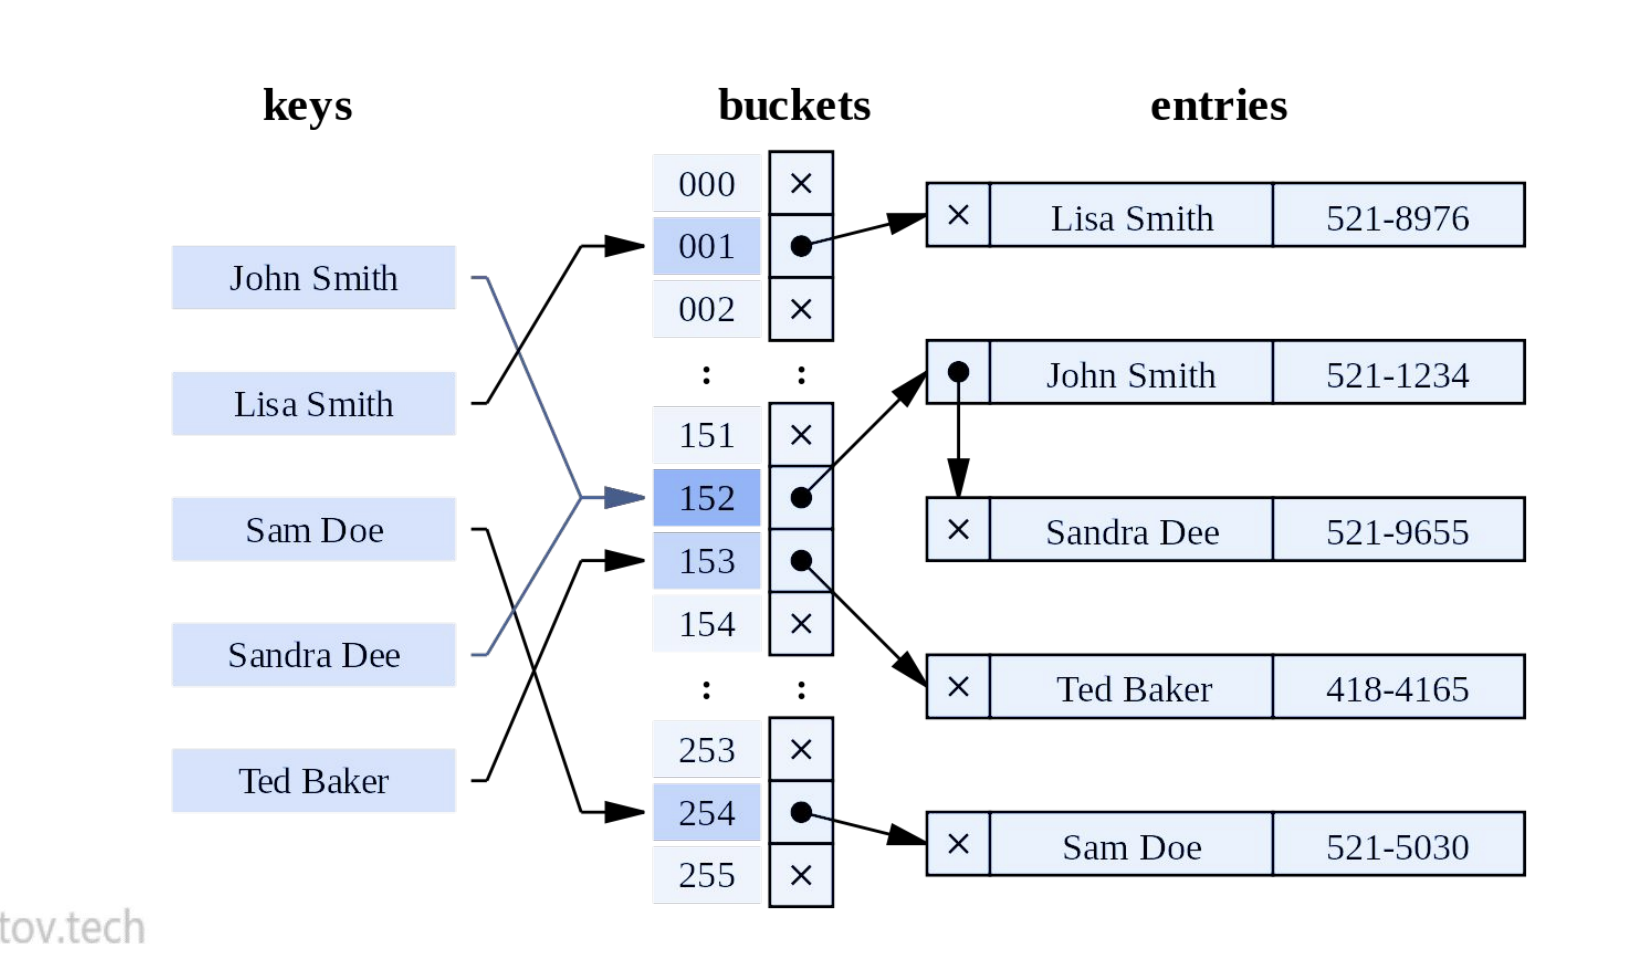 keys
buckets
entries
John Smith
Lisa Smith
Sam Doe
Sandra Dee
Ted Baker
000 ×
001
002 ×
: :
151 ×
152
153
154 ×
: :
253 ×
254
255 ×
× Lisa Smith 521-8976
John Smith 521-1234
× Sandra Dee 521-9655
× Ted Baker 418-4165
× Sam Doe 521-5030
tov.tech